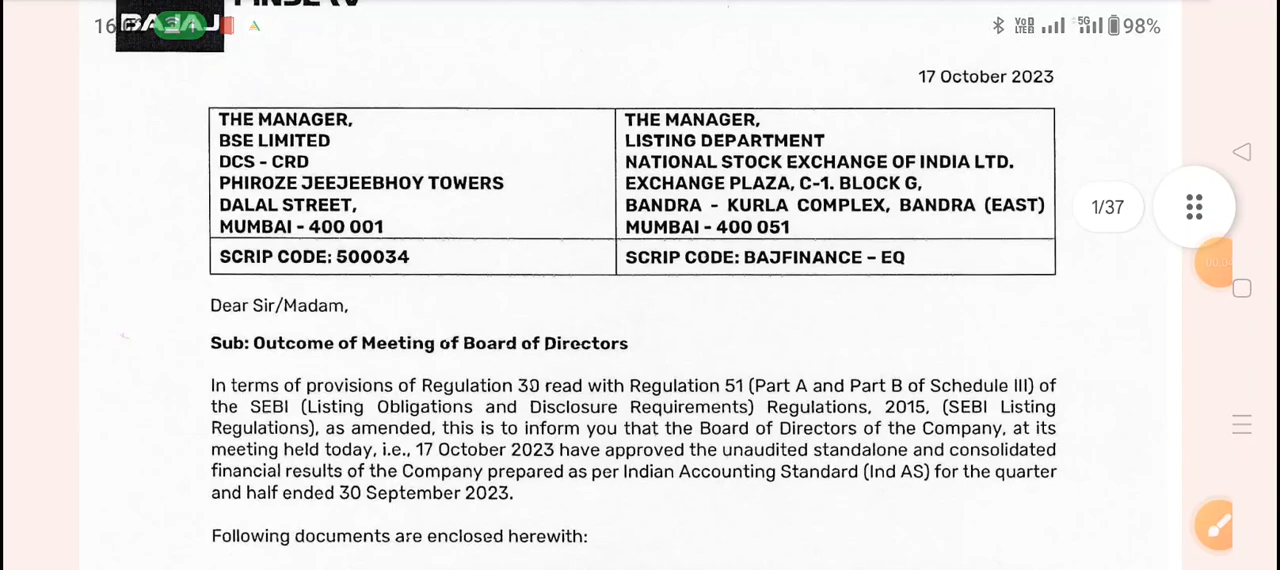 BAJAJ
98%
17 October 2023
THE MANAGER,
BSE LIMITED
DCS - CRD
PHIROZE JEEJEEBHOY TOWERS
DALAL STREET,
MUMBAI - 400 001
SCRIP CODE: 500034
THE MANAGER,
LISTING DEPARTMENT
NATIONAL STOCK EXCHANGE OF INDIA LTD.
EXCHANGE PLAZA, C-1. BLOCK G,
BANDRA - KURLA COMPLEX, BANDRA (EAST)
MUMBAI - 400 051
SCRIP CODE: BAJFINANCE - EQ
1/37
00:04
Dear Sir/Madam,
Sub: Outcome of Meeting of Board of Directors
In terms of provisions of Regulation 30 read with Regulation 51 (Part A and Part B of Schedule III) of
the SEBI (Listing Obligations and Disclosure Requirements) Regulations, 2015, (SEBI Listing
Regulations), as amended, this is to inform you that the Board of Directors of the Company, at its
meeting held today, i.e., 17 October 2023 have approved the unaudited standalone and consolidated
financial results of the Company prepared as per Indian Accounting Standard (Ind AS) for the quarter
and half ended 30 September 2023.
Following documents are enclosed herewith: